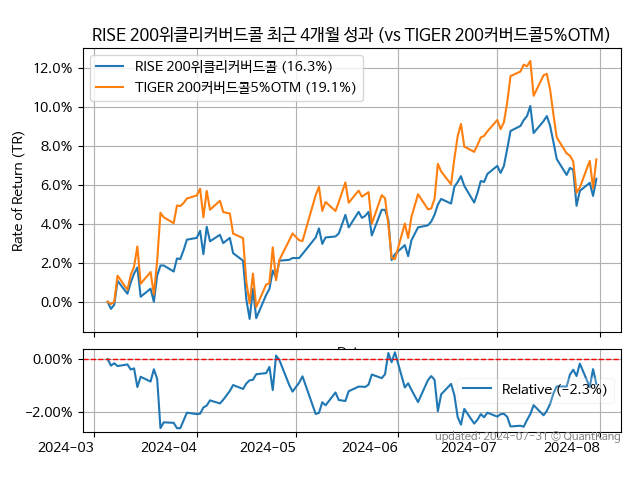 RISE 200위클리커버드콜 최근 4개월 성과 (vs TIGER 200커버드콜5%OTM)
RISE 200위클리커버드콜 (16.3%)
TIGER 200커버드콜5%OTM (19.1%)
Rate of Return (TR)
12.0%
10.0%
8.0%
6.0%
4.0%
2.0%
0.0%
0.00%
−2.00%
Relative (−2.3%)
updated: 2024-07-31 © QuantKang
2024-03
2024-04
2024-05
2024-06
2024-07
2024-08